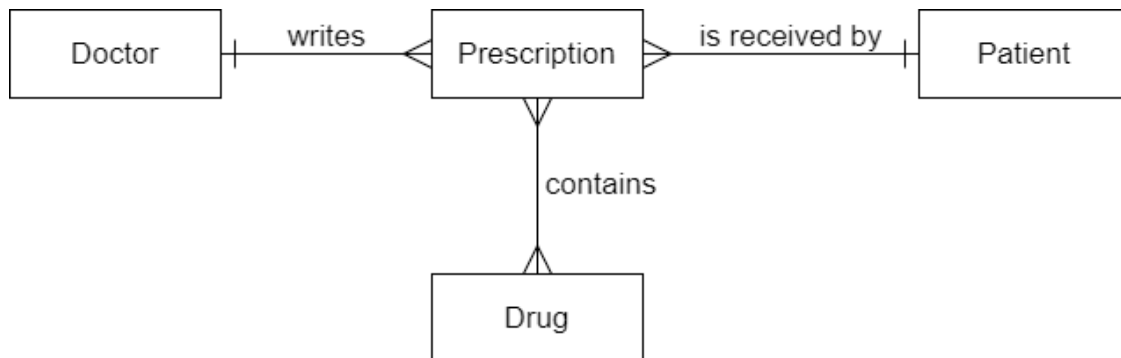 Doctor
writes
Prescription
is received by
Patient
contains
Drug